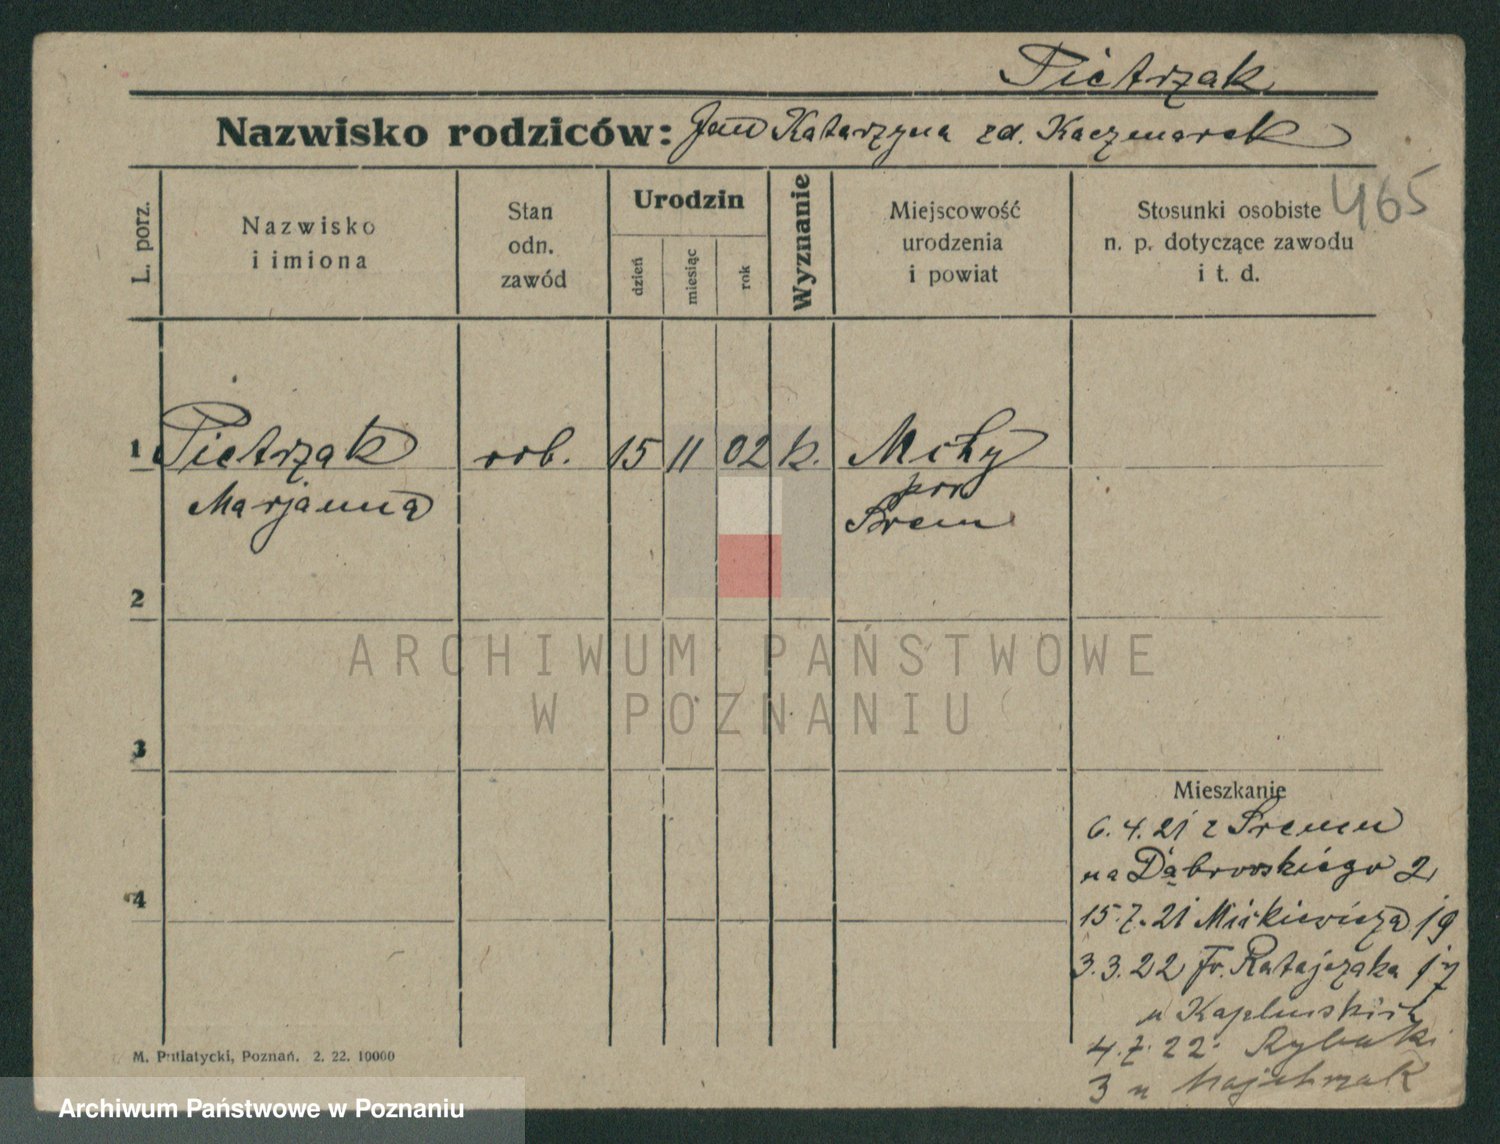 Pietrzak
Nazwisko rodziców: Jan Katarzyna zd. Kaczmarek
465
L. porz.
Nazwisko
i imiona
Stan
odn.
zawód
Urodzin
dzień
miesiąc
rok
Wyznanie
Miejscowość
urodzenia
i powiat
Stosunki osobiste
n. p. dotyczące zawodu
i t. d.
1 Pietrzak rob. 15 11 02 k. Mchy
Marjanna
pow
Śrem
2
3
4
ARCHIWUM PAŃSTWOWE
W POZNANIU
Mieszkanie
6.4.21 z Śremu
na Dąbrowskiego 2
15.7.21 Mickiewicza 19
3.3.22 Fr. Ratajczaka 17
u
4.7.22 Rybaki
3 u Majchrzak
M. Putiatycki, Poznań. 2. 22. 10000
Archiwum Państwowe w Poznaniu